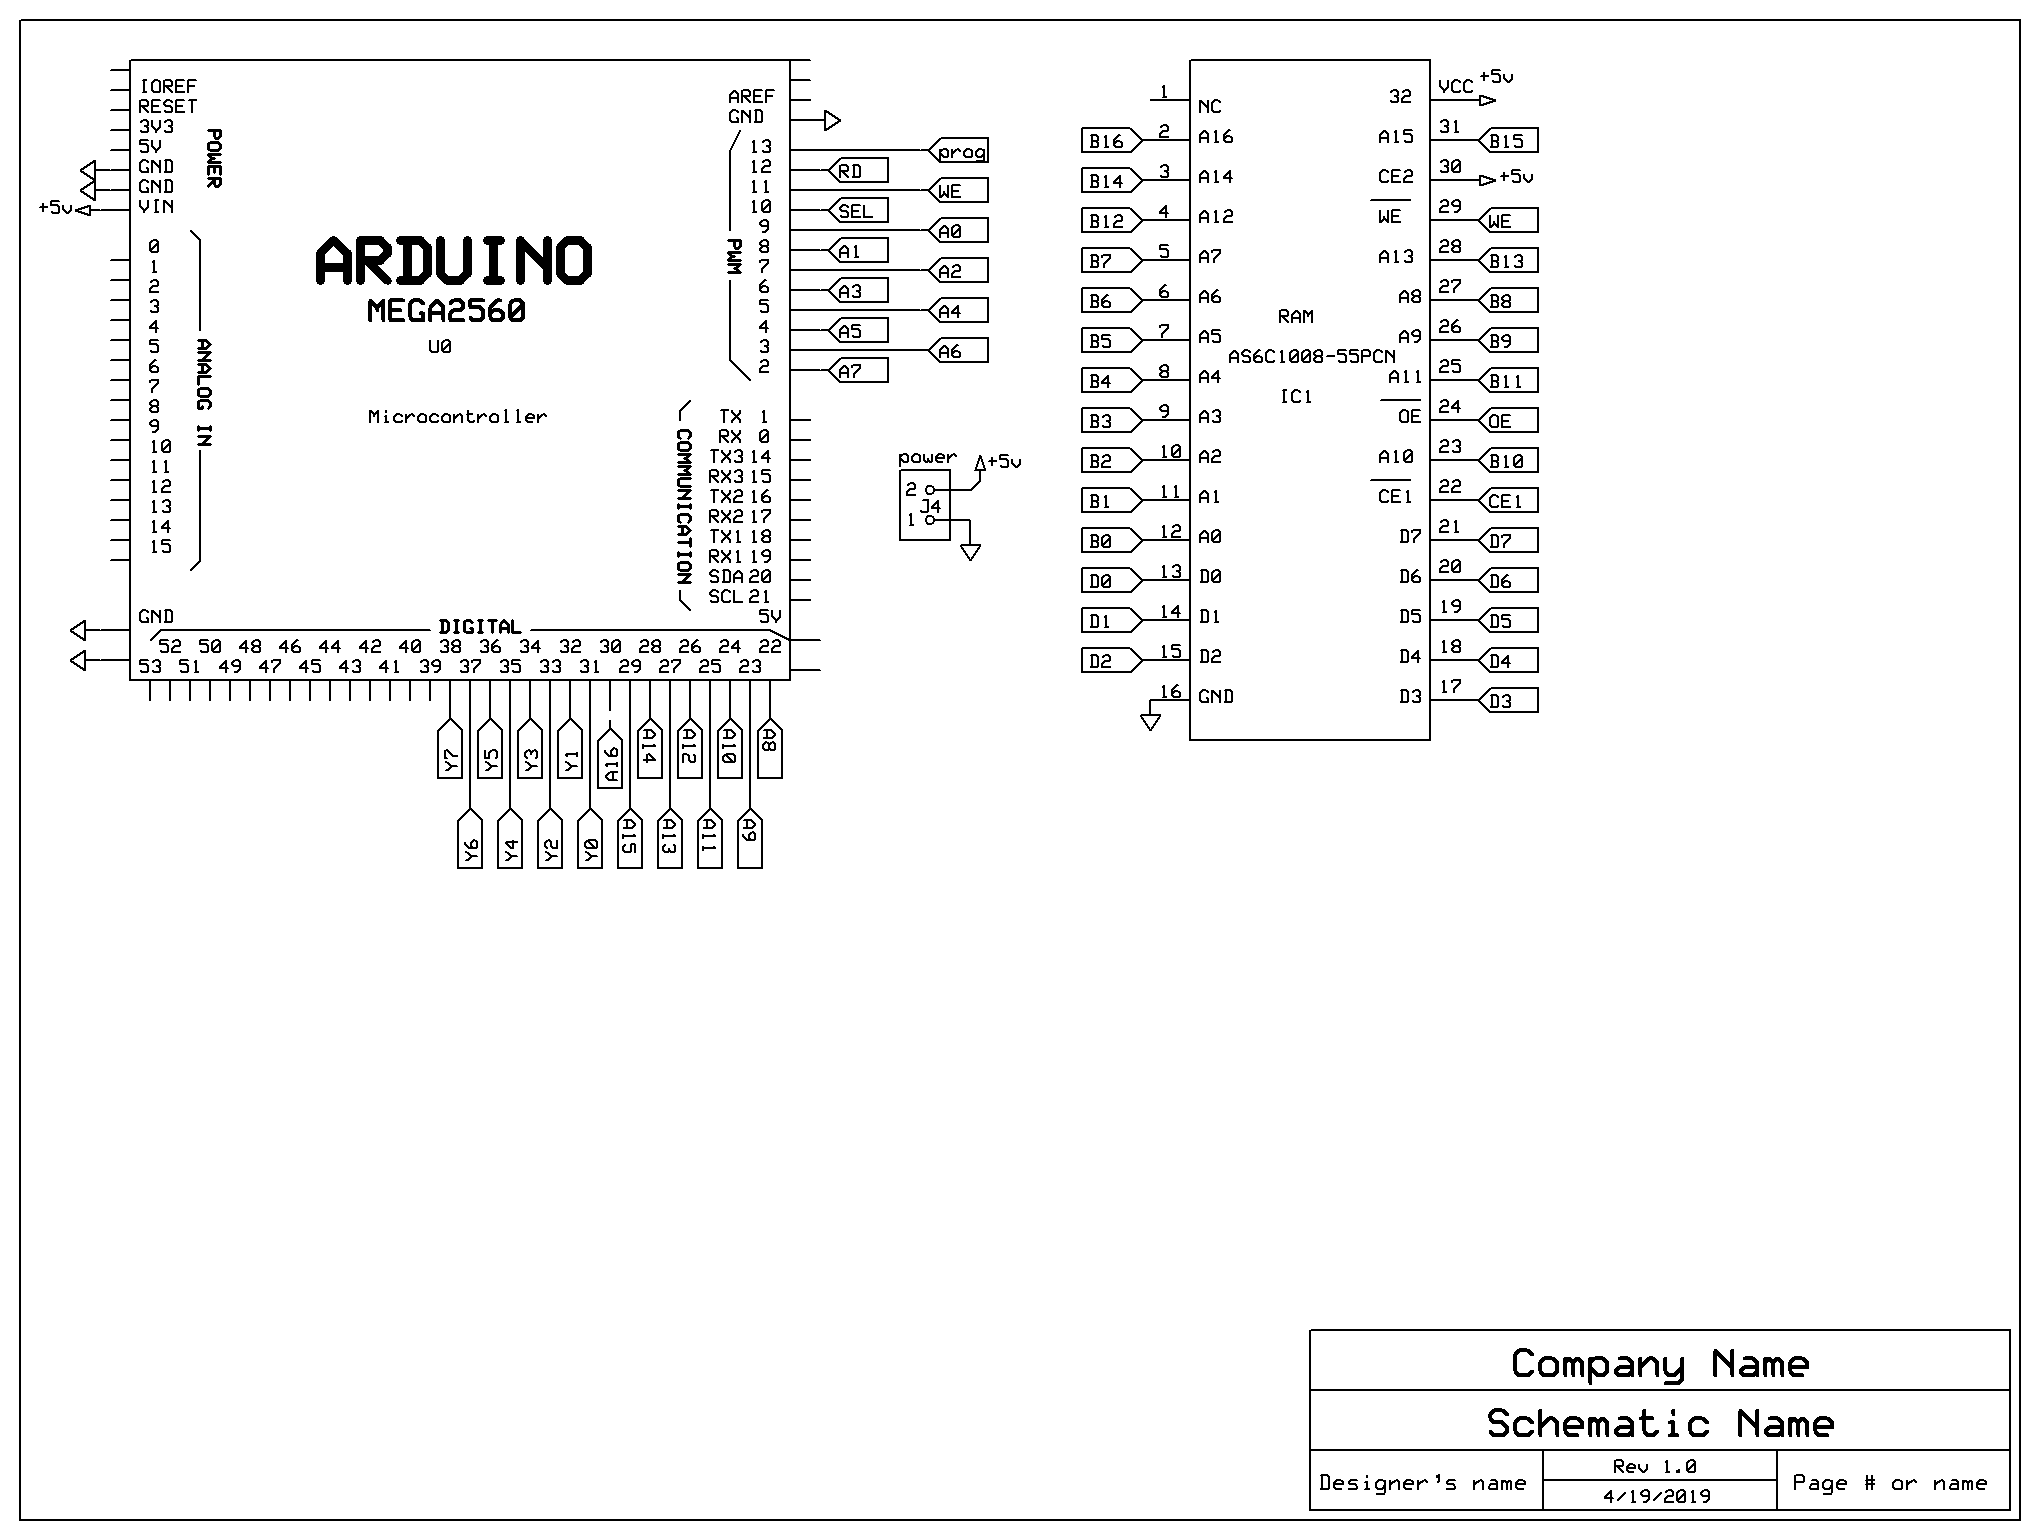 IOREF
RESET
3V3
5V
GND
GND
VIN
+5v
POWER
0
1
2
3
4
5
6
7
8
9
10
11
12
13
14
15
ANALOG IN
GND
ARDUINO
MEGA2560
U0
Microcontroller
AREF
GND
13 prog
12 RD
11 WE
10 SEL
9 A0
8 A1
7 A2
6 A3
5 A4
4 A5
3 A6
2 A7
PWM
TX 1
RX 0
TX3 14
RX3 15
TX2 16
RX2 17
TX1 18
RX1 19
SDA 20
SCL 21
COMMUNICATION
5V
DIGITAL
52 50 48 46 44 42 40 38 36 34 32 30 28 26 24 22
53 51 49 47 45 43 41 39 37 35 33 31 29 27 25 23
Y7 Y5 Y3 Y1 A16 A14 A12 A10 A8
Y6 Y4 Y2 Y0 A15 A13 A11 A9
power
+5v
2
J4
1
1 NC
B16 2 A16
B14 3 A14
B12 4 A12
B7 5 A7
B6 6 A6
B5 7 A5
B4 8 A4
B3 9 A3
B2 10 A2
B1 11 A1
B0 12 A0
D0 13 D0
D1 14 D1
D2 15 D2
16 GND
RAM
AS6C1008-55PCN
IC1
32 VCC +5v
A15 31 B15
CE2 30 +5v
WE 29 WE
A13 28 B13
A8 27 B8
A9 26 B9
A11 25 B11
OE 24 OE
A10 23 B10
CE1 22 CE1
D7 21 D7
D6 20 D6
D5 19 D5
D4 18 D4
D3 17 D3
Company Name
Schematic Name
Designer's name
Rev 1.0
4/19/2019
Page # or name